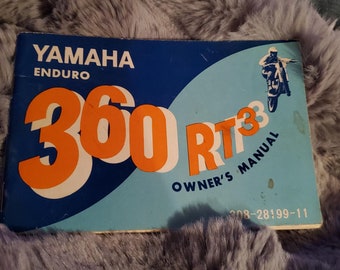 YAMAHA
ENDURO
360 RT3
OWNER'S MANUAL
308-28199-11